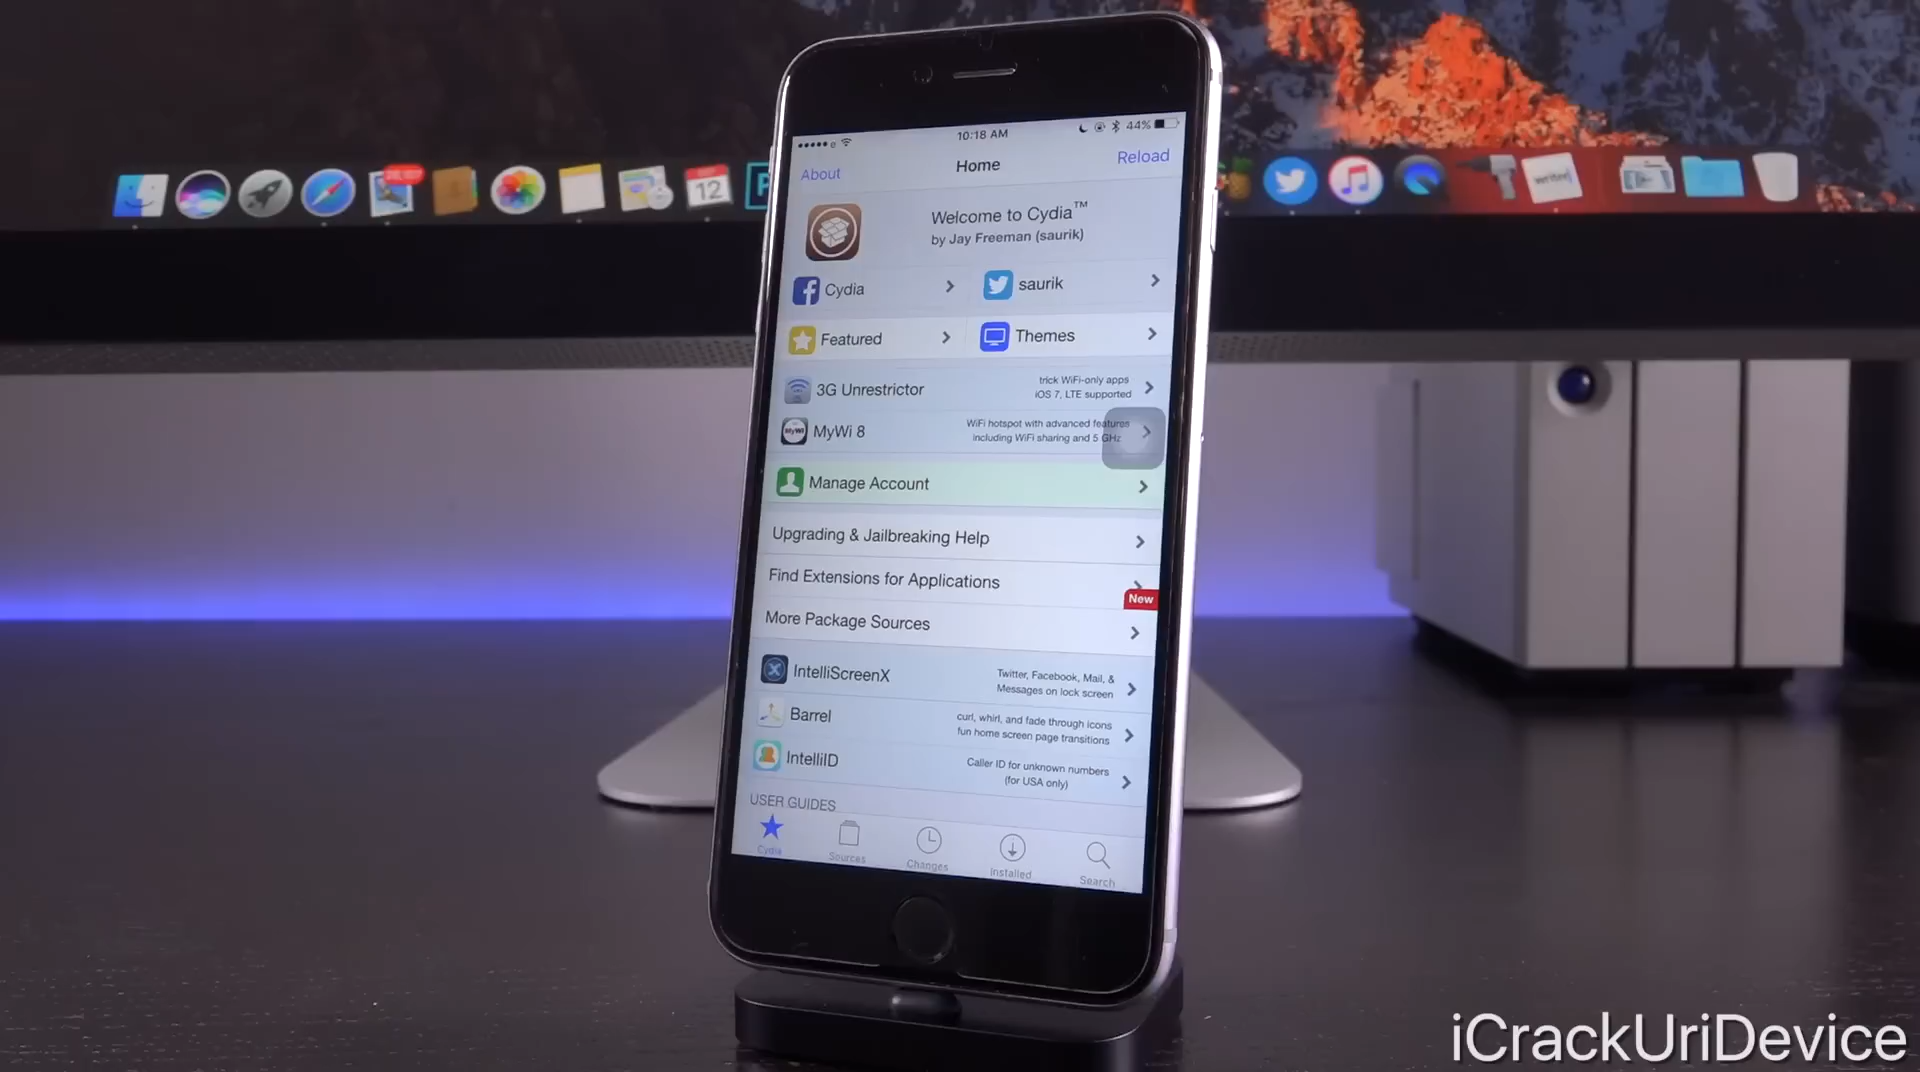 10:18 AM
44%
About
Home
Reload
Welcome to Cydia™
by Jay Freeman (saurik)
Cydia
saurik
Featured
Themes
3G Unrestrictor
trick WiFi-only apps
iOS 7, LTE supported
MyWi 8
WiFi hotspot with advanced features
including WiFi sharing and 5 GHz
Manage Account
Upgrading & Jailbreaking Help
Find Extensions for Applications
New
More Package Sources
IntelliScreenX
Twitter, Facebook, Mail, &
Messages on lock screen
Barrel
curl, whirl, and fade through icons
fun home screen page transitions
IntelliID
Caller ID for unknown numbers
(for USA only)
USER GUIDES
Cydia
Sources
Changes
Installed
Search
12
iCrackUriDevice